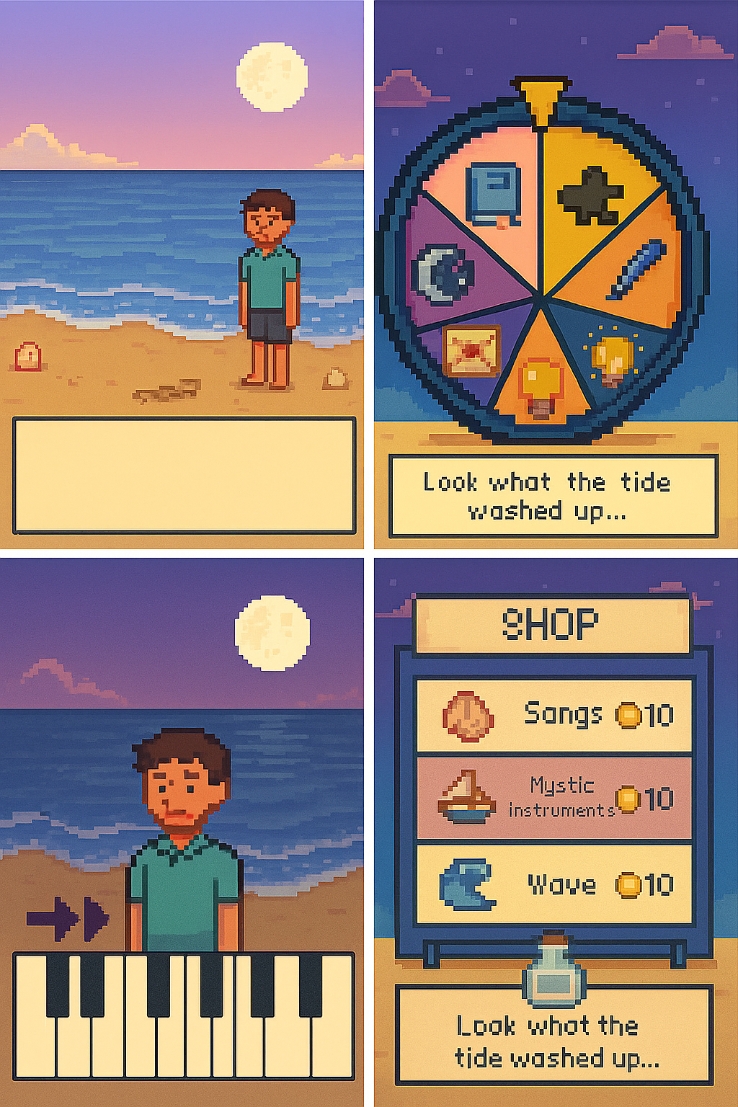 Look what the tide
washed up...
SHOP
Sangs 10
Mystic
instruments 10
Wave 10
Look what the
tide washed up...